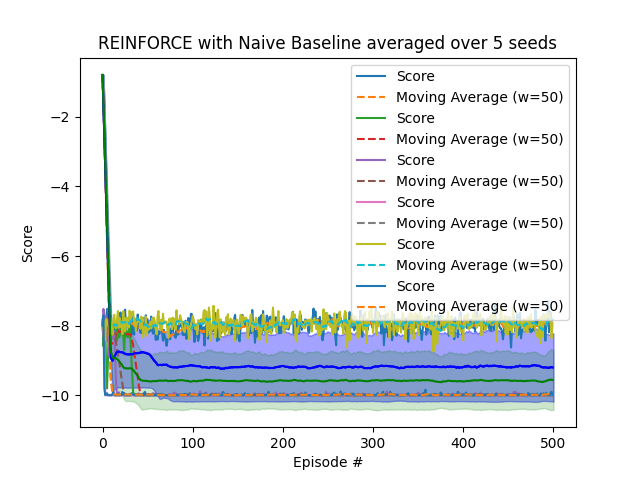 REINFORCE with Naive Baseline averaged over 5 seeds
Score
Moving Average (w=50)
Score
Moving Average (w=50)
Score
Moving Average (w=50)
Score
Moving Average (w=50)
Score
Moving Average (w=50)
Score
Moving Average (w=50)
Score
−2
−4
−6
−8
−10
0 100 200 300 400 500
Episode #